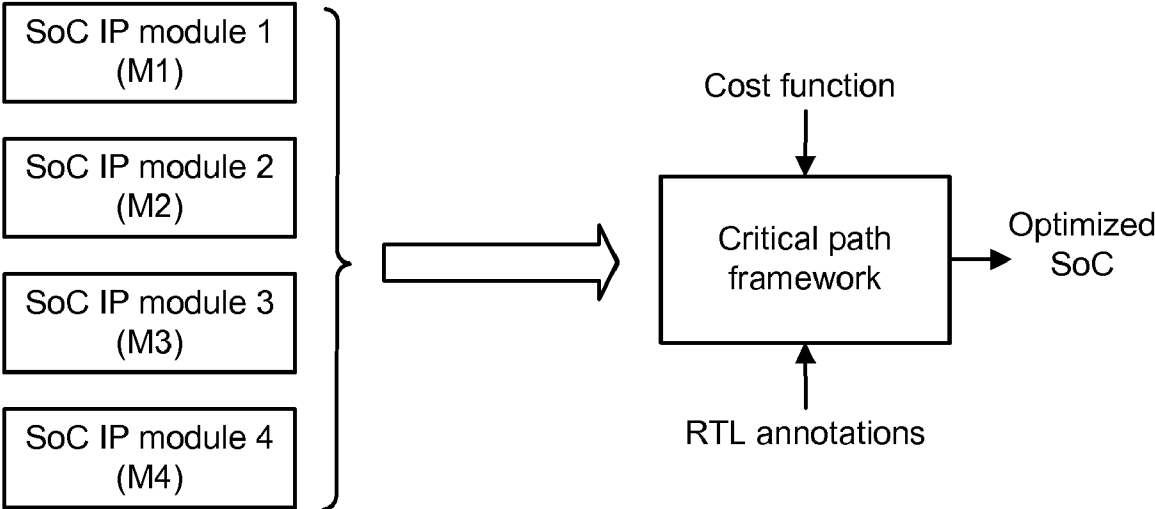 SoC IP module 1
(M1)
SoC IP module 2
(M2)
SoC IP module 3
(M3)
SoC IP module 4
(M4)
Cost function
Critical path
framework
RTL annotations
Optimized
SoC